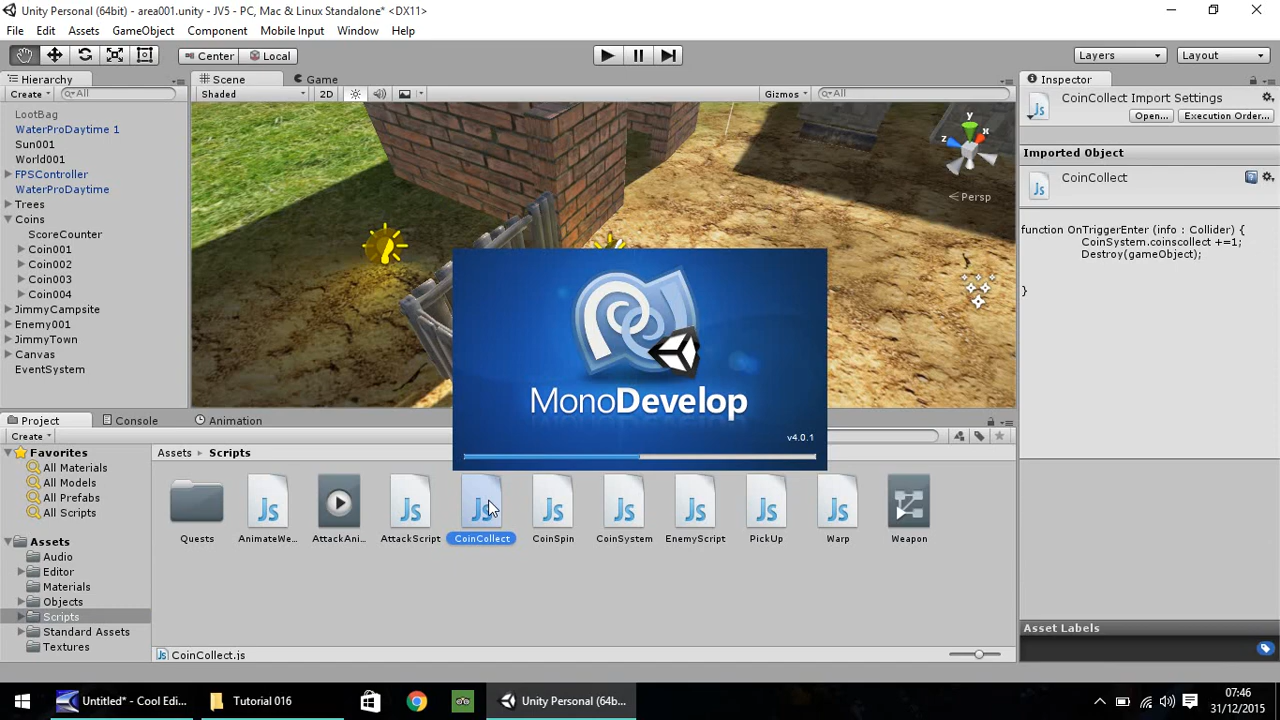 Unity Personal (64bit) - area001.unity - JV5 - PC, Mac & Linux Standalone* <DX11>
File Edit Assets GameObject Component Mobile Input Window Help
Center Local Layers Layout
Hierarchy Scene Game Inspector
Create All Shaded 2D Gizmos All
LootBag
WaterProDaytime 1
Sun001
World001
FPSController
WaterProDaytime
Trees
Coins
ScoreCounter
Coin001
Coin002
Coin003
Coin004
JimmyCampsite
Enemy001
JimmyTown
Canvas
EventSystem
y
x
z
Persp
MonoDevelop
v4.0.1
CoinCollect Import Settings
Open... Execution Order...
Imported Object
CoinCollect
function OnTriggerEnter (info : Collider) {
CoinSystem.coinscollect +=1;
Destroy(gameObject);
}
Project Console Animation
Create
Favorites
All Materials
All Models
All Prefabs
All Scripts
Assets
Audio
Editor
Materials
Objects
Scripts
Standard Assets
Textures
Assets Scripts
Quests AnimateWe... AttackAni... AttackScript CoinCollect CoinSpin CoinSystem EnemyScript PickUp Warp Weapon
CoinCollect.js
Asset Labels
Untitled* - Cool Edi... Tutorial 016 Unity Personal (64b...
07:46
31/12/2015